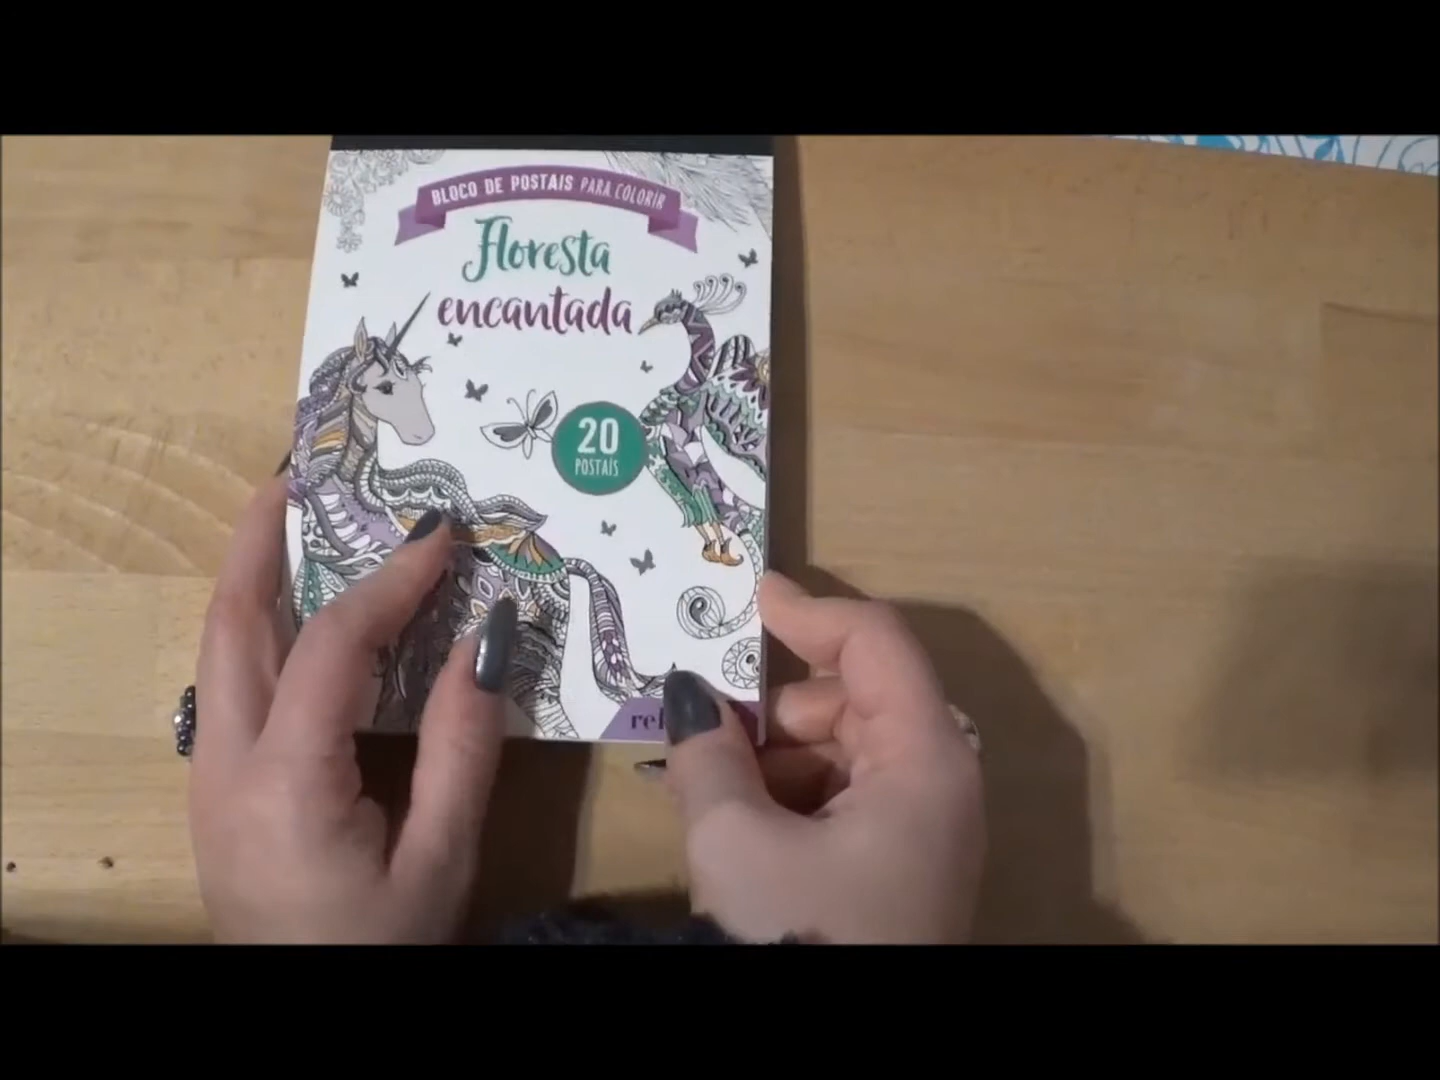 BLOCO DE POSTAIS PARA COLORIR
Floresta
encantada
20
POSTAIS